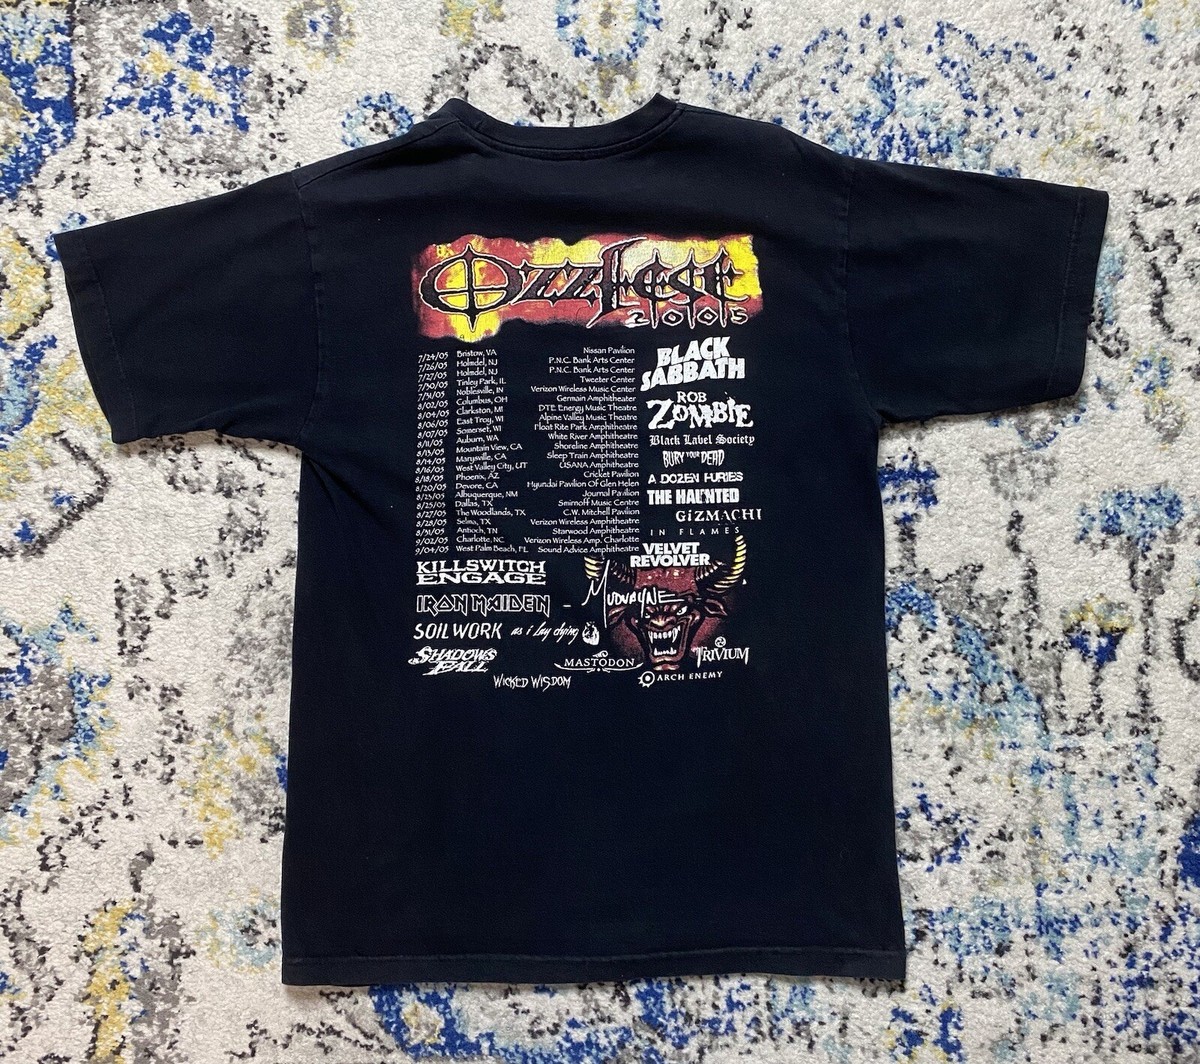 Ozzfest
2005
7/24/05 Bristow, VA Nissan Pavilion
7/26/05 Holmdel, NJ P.N.C. Bank Arts Center
7/27/05 Holmdel, NJ P.N.C. Bank Arts Center
7/30/05 Tinley Park, IL Tweeter Center
7/31/05 Noblesville, IN Verizon Wireless Music Center
8/02/05 Columbus, OH Germain Amphitheater
8/04/05 Clarkston, MI DTE Energy Music Theatre
8/06/05 East Troy, WI Alpine Valley Music Theatre
8/07/05 Somerset, WI Float Rite Park Amphitheatre
8/11/05 Auburn, WA White River Amphitheatre
8/13/05 Mountain View, CA Shoreline Amphitheatre
8/14/05 Marysville, CA Sleep Train Amphitheatre
8/16/05 West Valley City, UT USANA Amphitheatre
8/18/05 Phoenix, AZ Cricket Pavilion
8/20/05 Devore, CA Hyundai Pavilion Of Glen Helen
8/23/05 Albuquerque, NM Journal Pavilion
8/25/05 Dallas, TX Smirnoff Music Centre
8/27/05 The Woodlands, TX C.W. Mitchell Pavilion
8/28/05 Selma, TX Verizon Wireless Amphitheatre
8/31/05 Antioch, TN Starwood Amphitheatre
9/02/05 Charlotte, NC Verizon Wireless Amp. Charlotte
9/04/05 West Palm Beach, FL Sound Advice Amphitheatre
BLACK
SABBATH
ROB
ZOMBIE
Black Label Society
BURY YOUR DEAD
A DOZEN FURIES
THE HAUNTED
GIZMACHI
IN FLAMES
VELVET
REVOLVER
KILLSWITCH
ENGAGE
IRON MAIDEN
MUDVAYNE
SOILWORK as i lay dying
SHADOWS
FALL
MASTODON
TRIVIUM
WICKED WISDOM
ARCH ENEMY